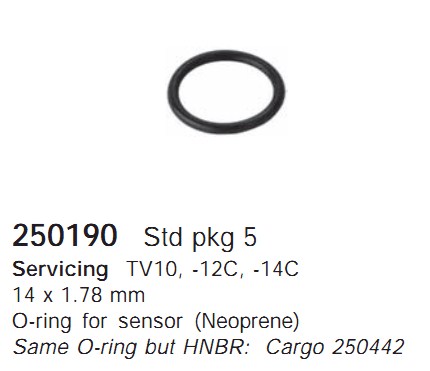 250190 Std pkg 5
Servicing TV10, -12C, -14C
14 x 1.78 mm
O-ring for sensor (Neoprene)
Same O-ring but HNBR: Cargo 250442